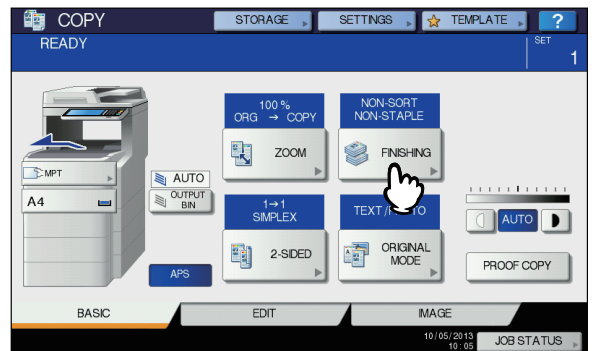 COPY
STORAGE
SETTINGS
TEMPLATE
?
READY
SET
1
100 %
ORG → COPY
NON-SORT
NON-STAPLE
ZOOM
FINISHING
MPT
AUTO
A4
OUTPUT
BIN
1→1
SIMPLEX
TEXT/
TO
2-SIDED
ORIGINAL
MODE
AUTO
APS
PROOF COPY
BASIC
EDIT
IMAGE
10/05/2013
10:05
JOB STATUS